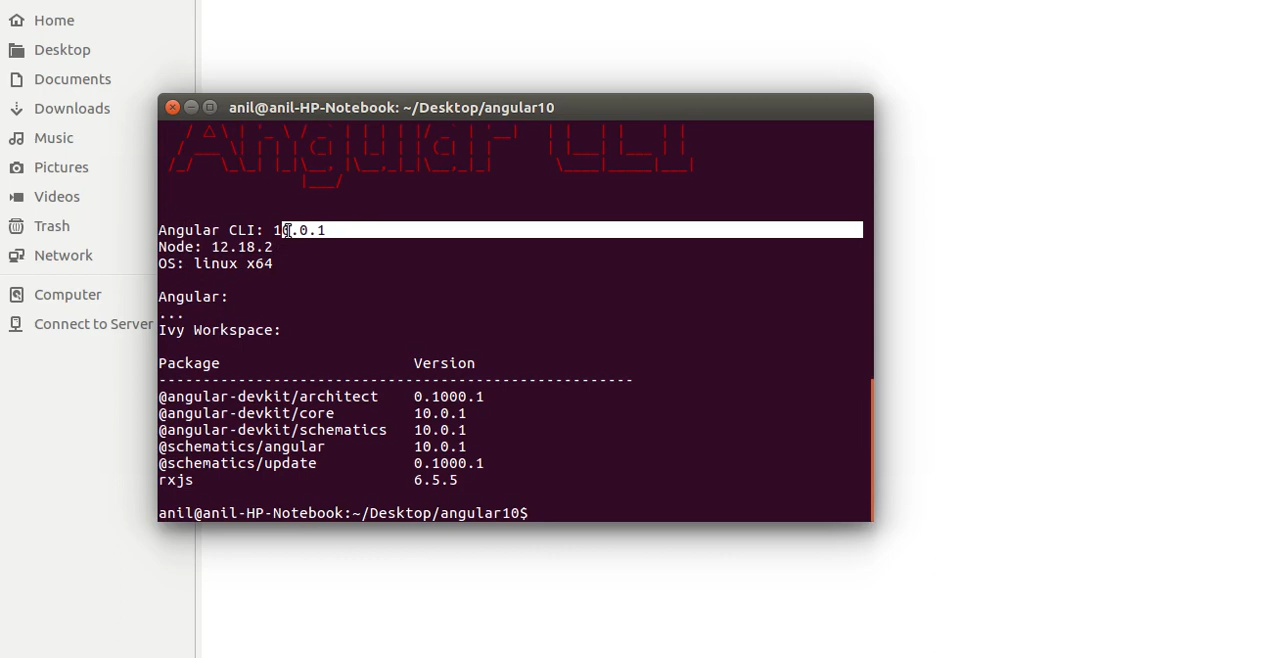 Home
Desktop
Documents
Downloads
Music
Pictures
Videos
Trash
Network
Computer
Connect to Server
anil@anil-HP-Notebook: ~/Desktop/angular10
Angular CLI: 10.0.1
Node: 12.18.2
OS: linux x64
Angular:
...
Ivy Workspace:
Package Version
------------------------------------------------------
@angular-devkit/architect 0.1000.1
@angular-devkit/core 10.0.1
@angular-devkit/schematics 10.0.1
@schematics/angular 10.0.1
@schematics/update 0.1000.1
rxjs 6.5.5
anil@anil-HP-Notebook:~/Desktop/angular10$